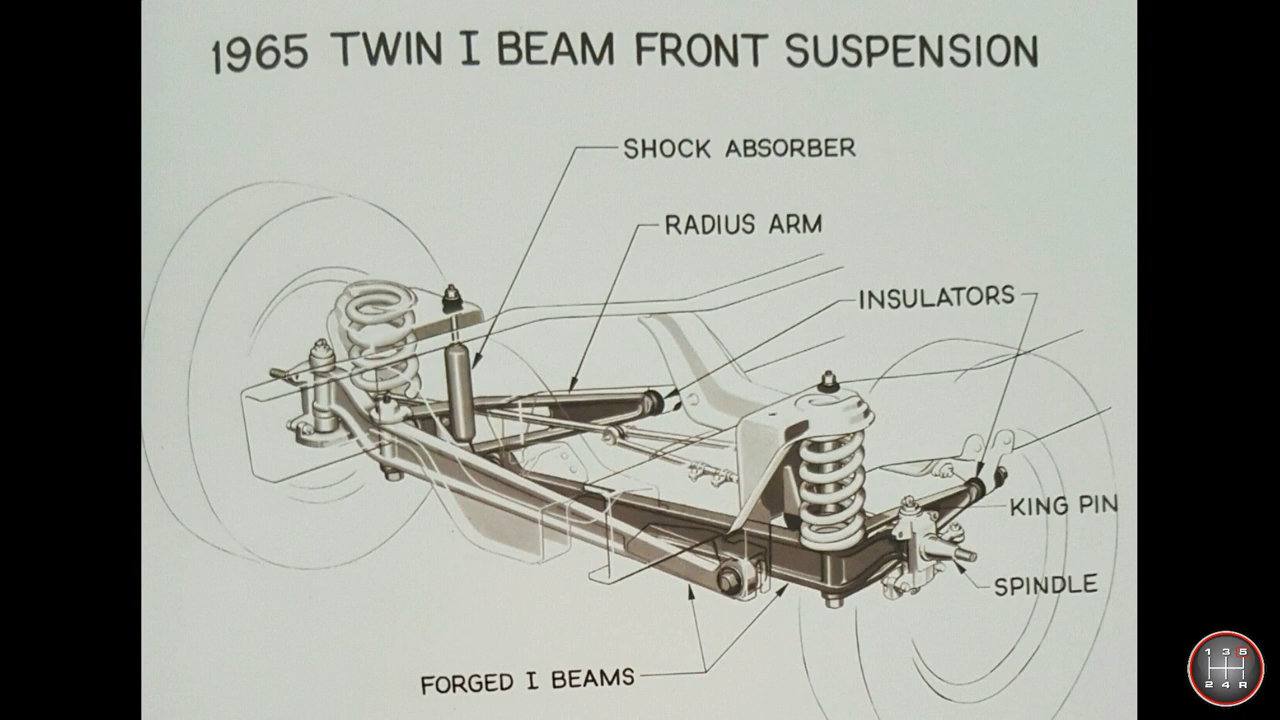 1965 TWIN I BEAM FRONT SUSPENSION
SHOCK ABSORBER
RADIUS ARM
INSULATORS
KING PIN
SPINDLE
FORGED I BEAMS
1 3 5
2 4 R